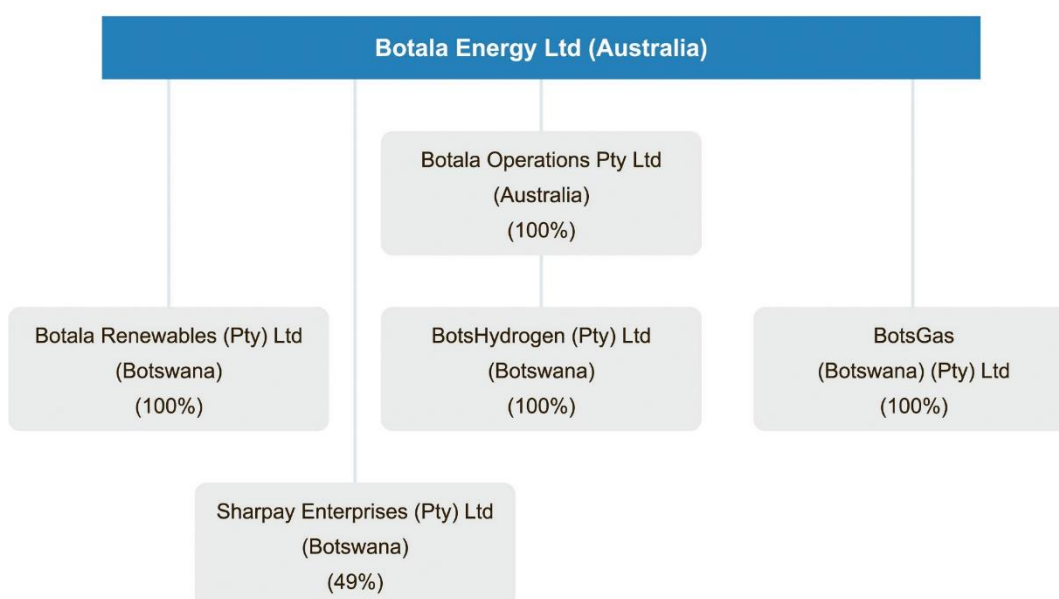 Botala Energy Ltd (Australia)
Botala Operations Pty Ltd
(Australia)
(100%)
Botala Renewables (Pty) Ltd
(Botswana)
(100%)
BotsHydrogen (Pty) Ltd
(Botswana)
(100%)
BotsGas
(Botswana) (Pty) Ltd
(100%)
Sharpay Enterprises (Pty) Ltd
(Botswana)
(49%)